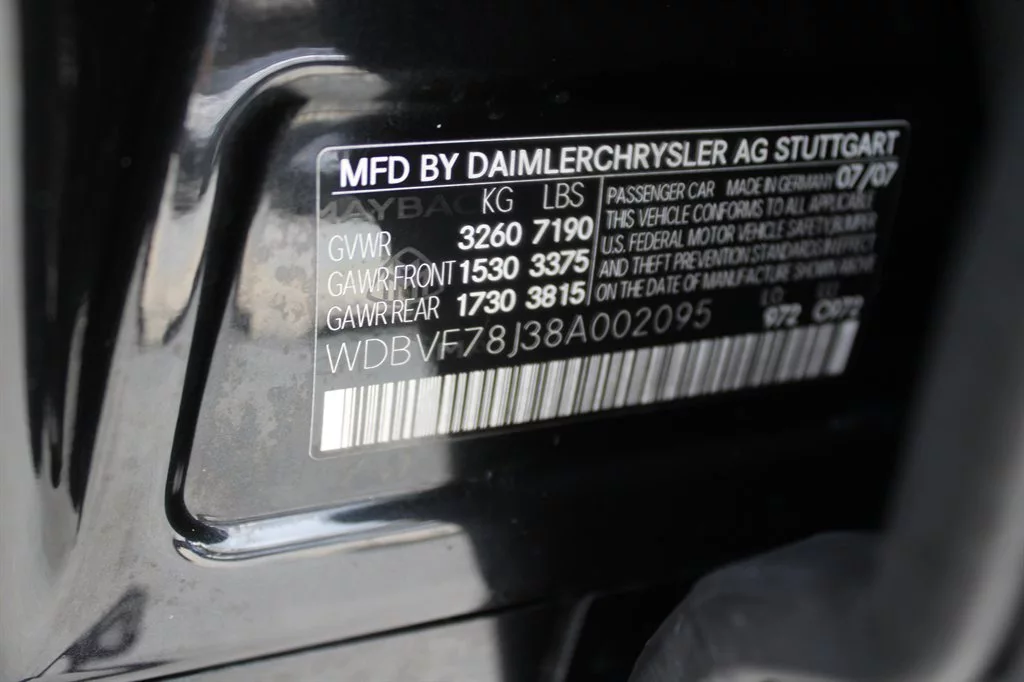 MFD BY DAIMLERCHRYSLER AG STUTTGART
KG LBS
GVWR 3260 7190
GAWR FRONT 1530 3375
GAWR REAR 1730 3815
PASSENGER CAR MADE IN GERMANY 07/07
THIS VEHICLE CONFORMS TO ALL APPLICABLE
U.S. FEDERAL MOTOR VEHICLE SAFETY BUMPER
AND THEFT PREVENTION STANDARDS IN EFFECT
ON THE DATE OF MANUFACTURE SHOWN ABOVE
WDBVF78J38A002095
972 C972